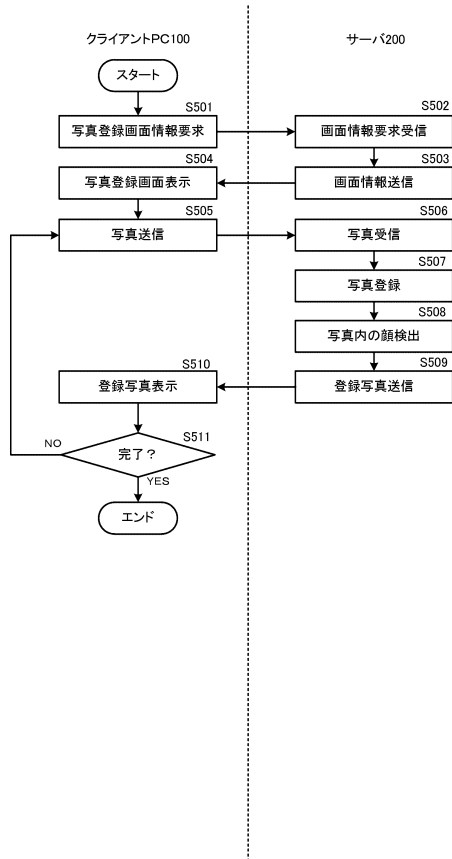 クライアントPC100
サーバ200
スタート
S501
写真登録画面情報要求
S502
画面情報要求受信
S503
画面情報送信
S504
写真登録画面表示
S505
写真送信
S506
写真受信
S507
写真登録
S508
写真内の顔検出
S509
登録写真送信
S510
登録写真表示
S511
完了？
NO
YES
エンド